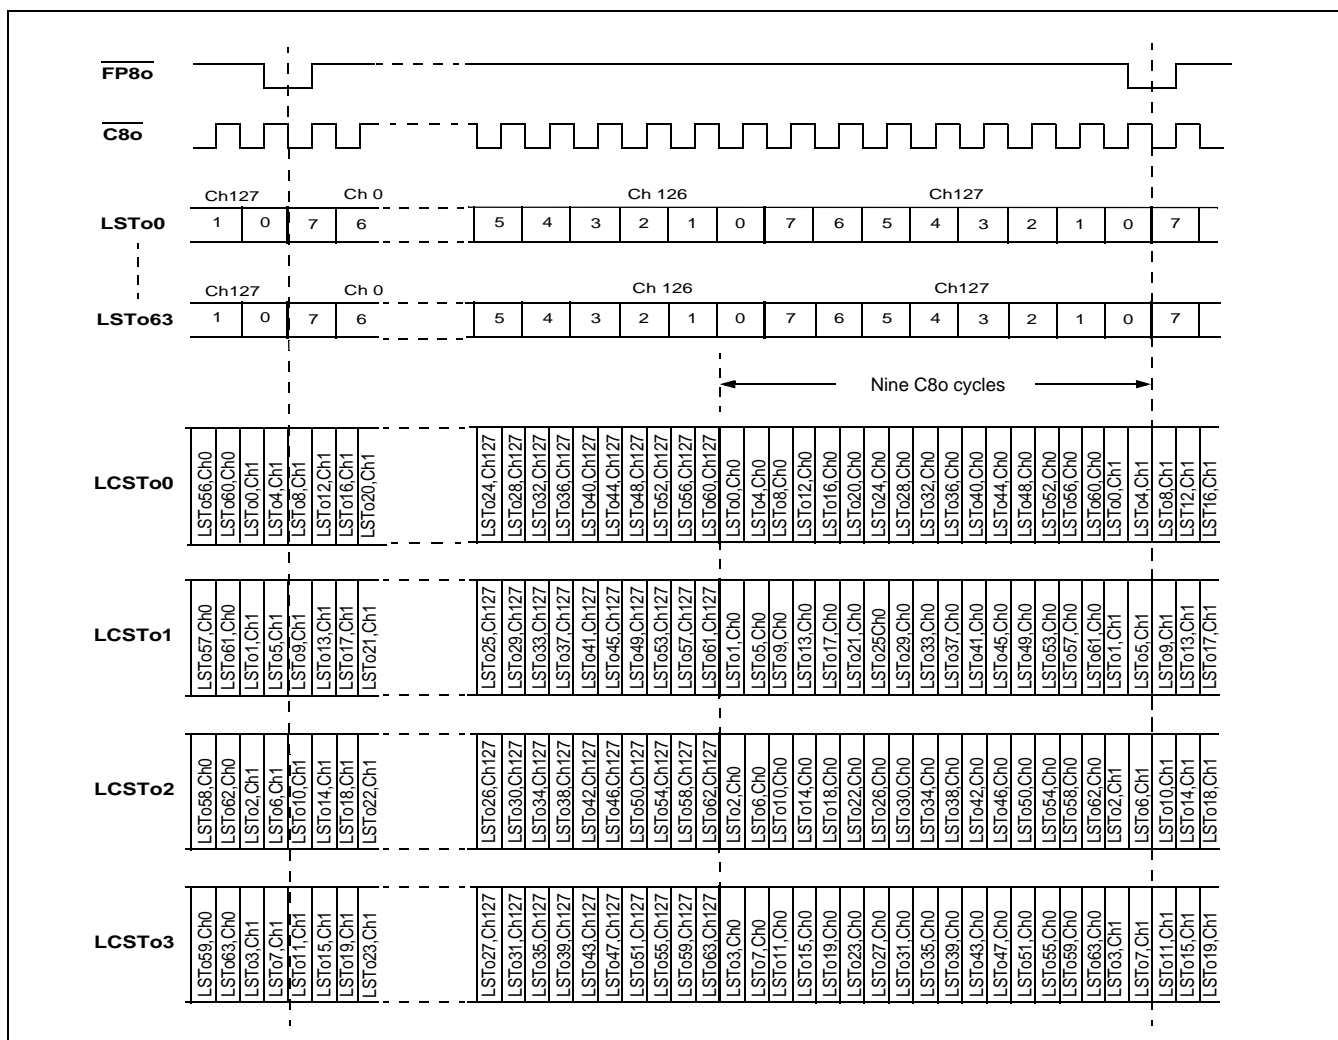 FP8o
C8o
Ch127 Ch 0 Ch 126 Ch127
LSTo0 1 0 7 6 5 4 3 2 1 0 7 6 5 4 3 2 1 0 7
Ch127 Ch 0 Ch 126 Ch127
LSTo63 1 0 7 6 5 4 3 2 1 0 7 6 5 4 3 2 1 0 7
Nine C8o cycles
LCSTo0
LSTo56,Ch0
LSTo60,Ch0
LSTo0,Ch1
LSTo4,Ch1
LSTo8,Ch1
LSTo12,Ch1
LSTo16,Ch1
LSTo20,Ch1
LSTo24,Ch127
LSTo28,Ch127
LSTo32,Ch127
LSTo36,Ch127
LSTo40,Ch127
LSTo44,Ch127
LSTo48,Ch127
LSTo52,Ch127
LSTo56,Ch127
LSTo60,Ch127
LSTo0,Ch0
LSTo4,Ch0
LSTo8,Ch0
LSTo12,Ch0
LSTo16,Ch0
LSTo20,Ch0
LSTo24,Ch0
LSTo28,Ch0
LSTo32,Ch0
LSTo36,Ch0
LSTo40,Ch0
LSTo44,Ch0
LSTo48,Ch0
LSTo52,Ch0
LSTo56,Ch0
LSTo60,Ch0
LSTo0,Ch1
LSTo4,Ch1
LSTo8,Ch1
LST12,Ch1
LST16,Ch1
LCSTo1
LSTo57,Ch0
LSTo61,Ch0
LSTo1,Ch1
LSTo5,Ch1
LSTo9,Ch1
LSTo13,Ch1
LSTo17,Ch1
LSTo21,Ch1
LSTo25,Ch127
LSTo29,Ch127
LSTo33,Ch127
LSTo37,Ch127
LSTo41,Ch127
LSTo45,Ch127
LSTo49,Ch127
LSTo53,Ch127
LSTo57,Ch127
LSTo61,Ch127
LSTo1,Ch0
LSTo5,Ch0
LSTo9,Ch0
LSTo13,Ch0
LSTo17,Ch0
LSTo21,Ch0
LSTo25Ch0
LSTo29,Ch0
LSTo33,Ch0
LSTo37,Ch0
LSTo41,Ch0
LSTo45,Ch0
LSTo49,Ch0
LSTo53,Ch0
LSTo57,Ch0
LSTo61,Ch0
LSTo1,Ch1
LSTo5,Ch1
LSTo9,Ch1
LSTo13,Ch1
LSTo17,Ch1
LCSTo2
LSTo58,Ch0
LSTo62,Ch0
LSTo2,Ch1
LSTo6,Ch1
LSTo10,Ch1
LSTo14,Ch1
LSTo18,Ch1
LSTo22,Ch1
LSTo26,Ch127
LSTo30,Ch127
LSTo34,Ch127
LSTo38,Ch127
LSTo42,Ch127
LSTo46,Ch127
LSTo50,Ch127
LSTo54,Ch127
LSTo58,Ch127
LSTo62,Ch127
LSTo2,Ch0
LSTo6,Ch0
LSTo10,Ch0
LSTo14,Ch0
LSTo18,Ch0
LSTo22,Ch0
LSTo26,Ch0
LSTo30,Ch0
LSTo34,Ch0
LSTo38,Ch0
LSTo42,Ch0
LSTo46,Ch0
LSTo50,Ch0
LSTo54,Ch0
LSTo58,Ch0
LSTo62,Ch0
LSTo2,Ch1
LSTo6,Ch1
LSTo10,Ch1
LSTo14,Ch1
LSTo18,Ch1
LCSTo3
LSTo59,Ch0
LSTo63,Ch0
LSTo3,Ch1
LSTo7,Ch1
LSTo11,Ch1
LSTo15,Ch1
LSTo19,Ch1
LSTo23,Ch1
LSTo27,Ch127
LSTo31,Ch127
LSTo35,Ch127
LSTo39,Ch127
LSTo43,Ch127
LSTo47,Ch127
LSTo51,Ch127
LSTo55,Ch127
LSTo59,Ch127
LSTo63,Ch127
LSTo3,Ch0
LSTo7,Ch0
LSTo11,Ch0
LSTo15,Ch0
LSTo19,Ch0
LSTo23,Ch0
LSTo27,Ch0
LSTo31,Ch0
LSTo35,Ch0
LSTo39,Ch0
LSTo43,Ch0
LSTo47,Ch0
LSTo51,Ch0
LSTo55,Ch0
LSTo59,Ch0
LSTo63,Ch0
LSTo3,Ch1
LSTo7,Ch1
LSTo11,Ch1
LSTo15,Ch1
LSTo19,Ch1